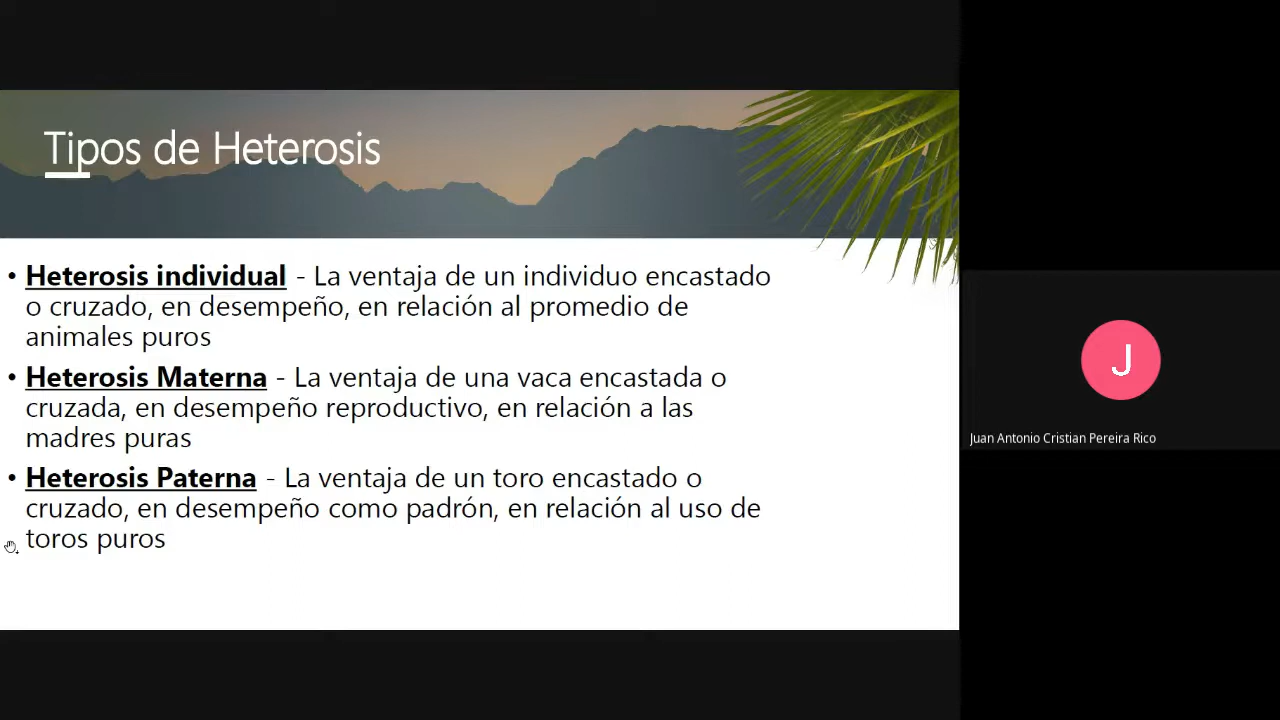 Tipos de Heterosis
• Heterosis individual - La ventaja de un individuo encastado
o cruzado, en desempeño, en relación al promedio de
animales puros
• Heterosis Materna - La ventaja de una vaca encastada o
cruzada, en desempeño reproductivo, en relación a las
madres puras
• Heterosis Paterna - La ventaja de un toro encastado o
cruzado, en desempeño como padrón, en relación al uso de
toros puros
J
Juan Antonio Cristian Pereira Rico